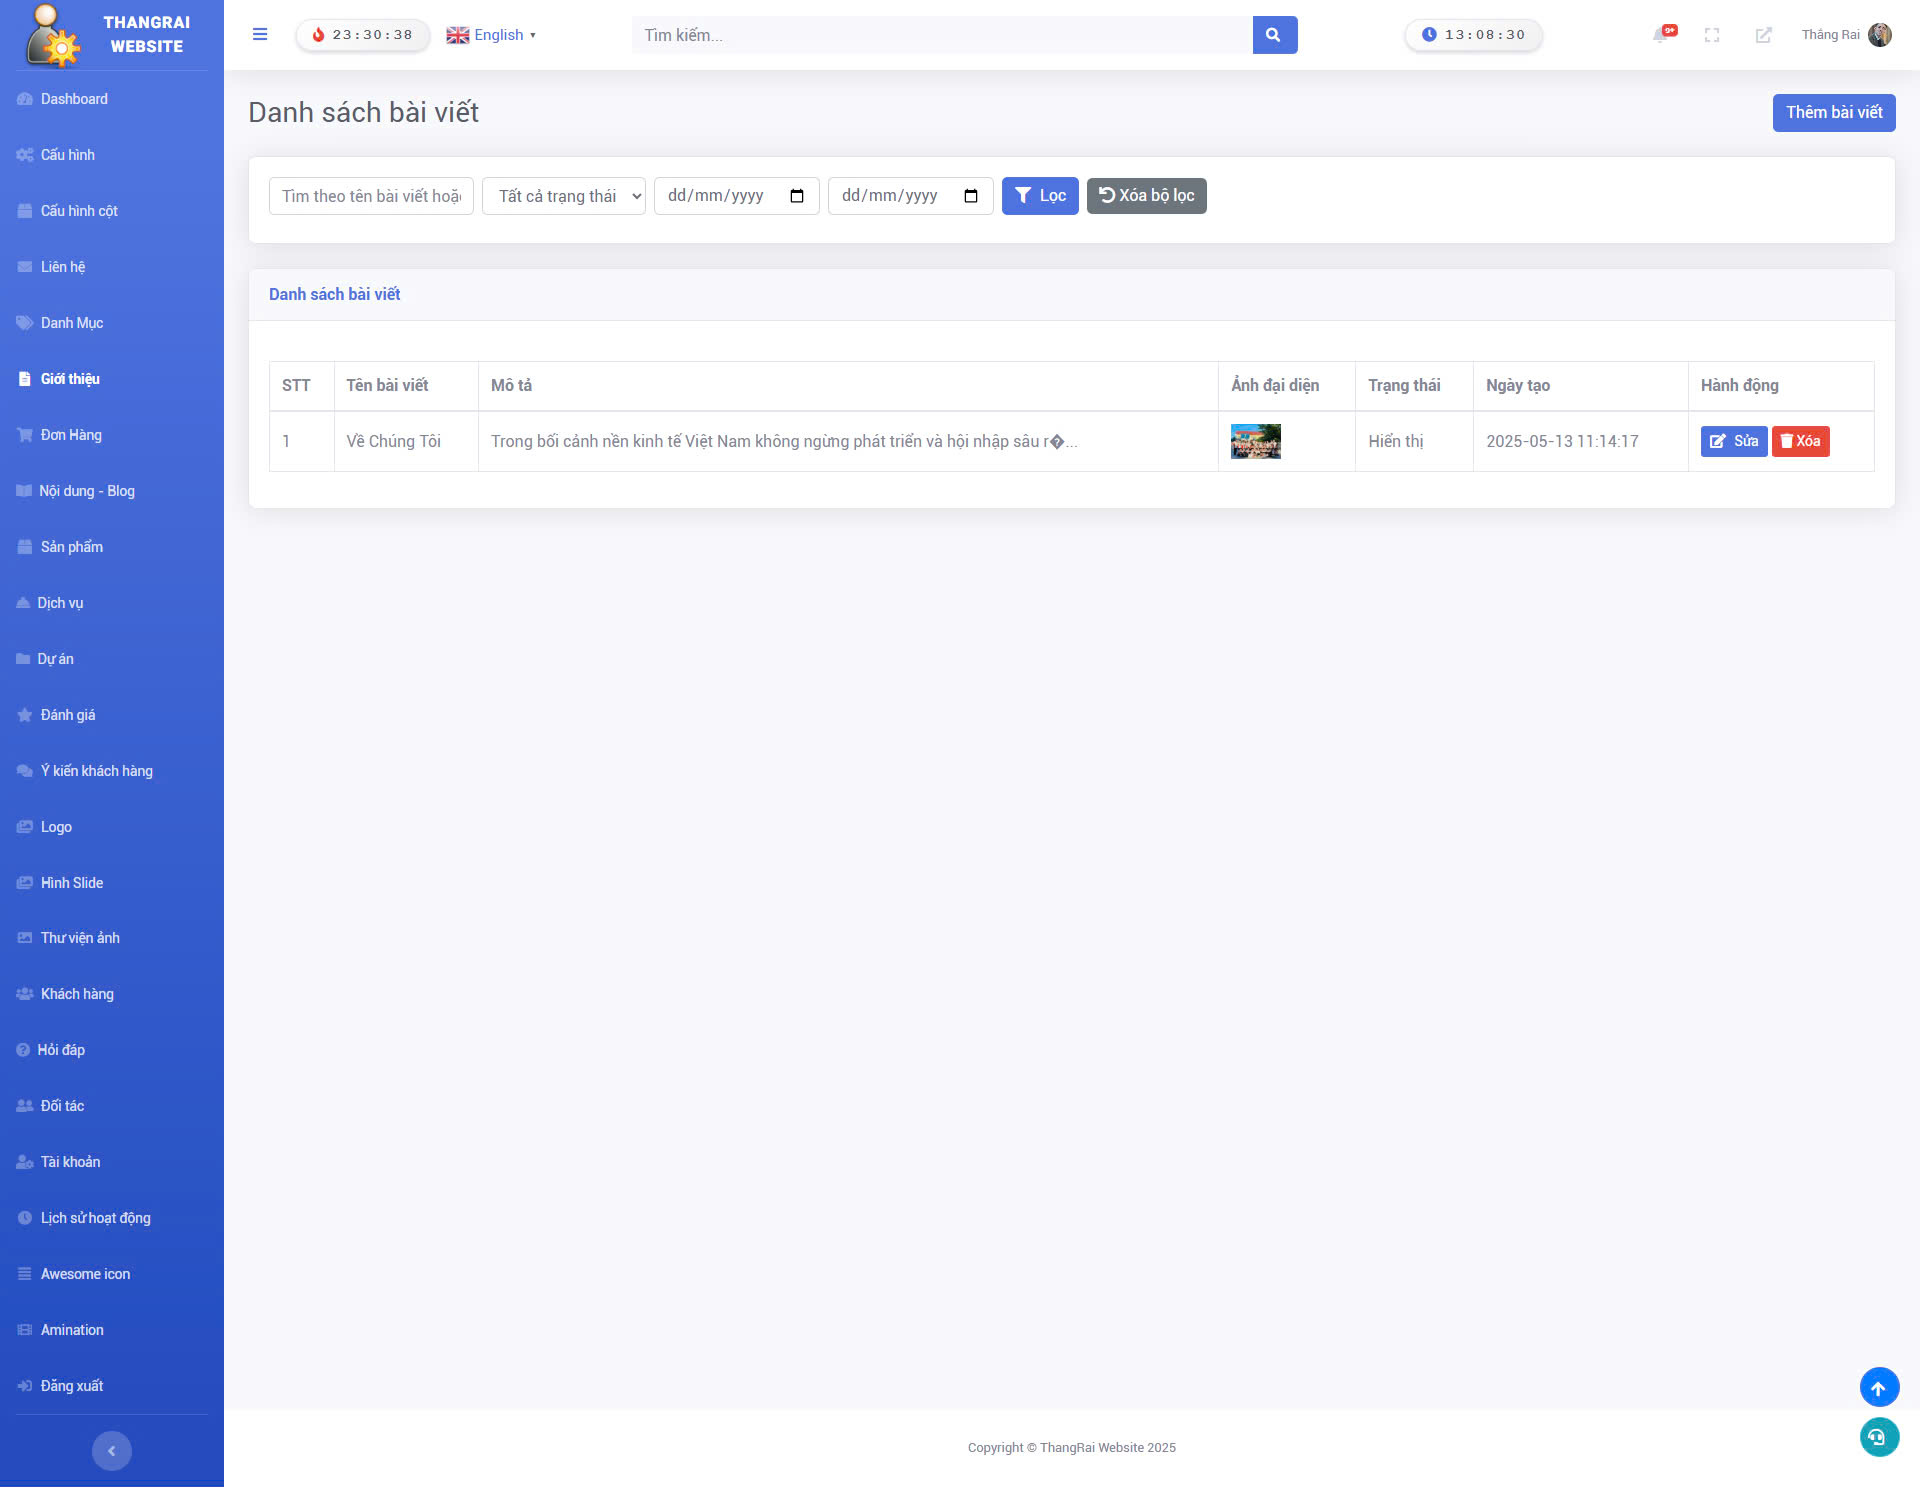 THANGRAI
WEBSITE
Dashboard
Cấu hình
Cấu hình cột
Liên hệ
Danh Mục
Giới thiệu
Đơn Hàng
Nội dung - Blog
Sản phẩm
Dịch vụ
Dự án
Đánh giá
Ý kiến khách hàng
Logo
Hình Slide
Thư viện ảnh
Khách hàng
Hỏi đáp
Đối tác
Tài khoản
Lịch sử hoạt động
Awesome icon
Amination
Đăng xuất
23:30:38
English
Tìm kiếm...
13:08:30
9+
Thắng Rai
Danh sách bài viết
Thêm bài viết
Tìm theo tên bài viết hoặc
Tất cả trạng thái
dd/mm/yyyy
dd/mm/yyyy
Lọc
Xóa bộ lọc
Danh sách bài viết
STT Tên bài viết Mô tả Ảnh đại diện Trạng thái Ngày tạo Hành động
1 Về Chúng Tôi Trong bối cảnh nền kinh tế Việt Nam không ngừng phát triển và hội nhập sâu r�... Hiển thị 2025-05-13 11:14:17 Sửa Xóa
Copyright © ThangRai Website 2025